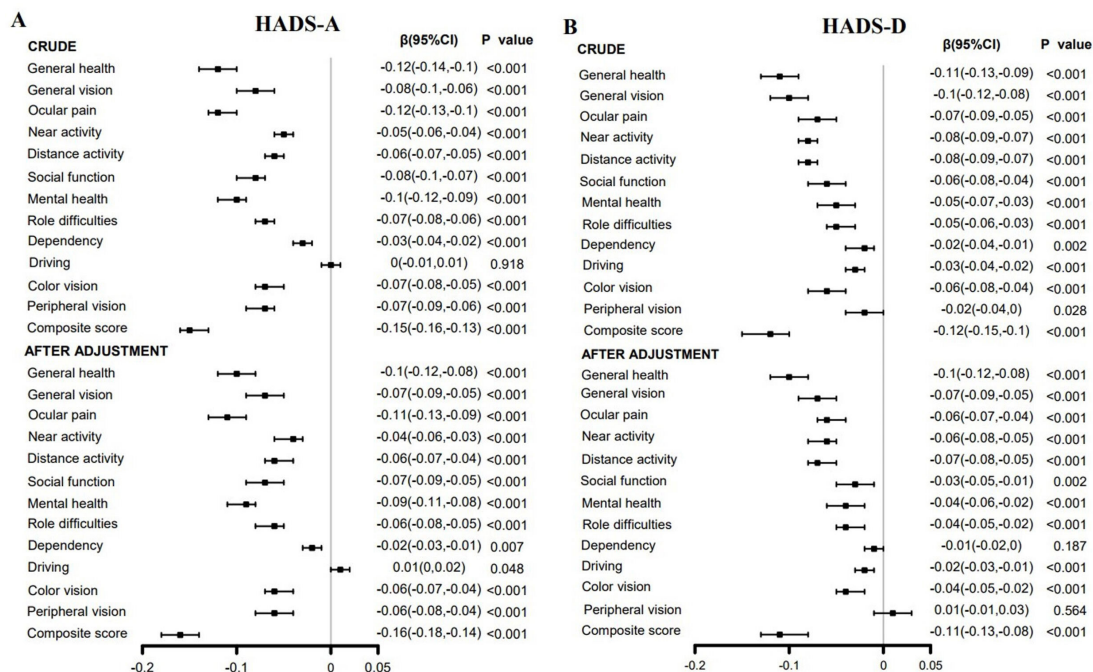 A
HADS-A
β(95%CI) P value
CRUDE
General health -0.12(-0.14,-0.1) <0.001
General vision -0.08(-0.1,-0.06) <0.001
Ocular pain -0.12(-0.13,-0.1) <0.001
Near activity -0.05(-0.06,-0.04) <0.001
Distance activity -0.06(-0.07,-0.05) <0.001
Social function -0.08(-0.1,-0.07) <0.001
Mental health -0.1(-0.12,-0.09) <0.001
Role difficulties -0.07(-0.08,-0.06) <0.001
Dependency -0.03(-0.04,-0.02) <0.001
Driving 0(-0.01,0.01) 0.918
Color vision -0.07(-0.08,-0.05) <0.001
Peripheral vision -0.07(-0.09,-0.06) <0.001
Composite score -0.15(-0.16,-0.13) <0.001
AFTER ADJUSTMENT
General health -0.1(-0.12,-0.08) <0.001
General vision -0.07(-0.09,-0.05) <0.001
Ocular pain -0.11(-0.13,-0.09) <0.001
Near activity -0.04(-0.06,-0.03) <0.001
Distance activity -0.06(-0.07,-0.04) <0.001
Social function -0.07(-0.09,-0.05) <0.001
Mental health -0.09(-0.11,-0.08) <0.001
Role difficulties -0.06(-0.08,-0.05) <0.001
Dependency -0.02(-0.03,-0.01) 0.007
Driving 0.01(0,0.02) 0.048
Color vision -0.06(-0.07,-0.04) <0.001
Peripheral vision -0.06(-0.08,-0.04) <0.001
Composite score -0.16(-0.18,-0.14) <0.001
-0.2 -0.1 0 0.05
B
HADS-D
β(95%CI) P value
CRUDE
General health -0.11(-0.13,-0.09) <0.001
General vision -0.1(-0.12,-0.08) <0.001
Ocular pain -0.07(-0.09,-0.05) <0.001
Near activity -0.08(-0.09,-0.07) <0.001
Distance activity -0.08(-0.09,-0.07) <0.001
Social function -0.06(-0.08,-0.04) <0.001
Mental health -0.05(-0.07,-0.03) <0.001
Role difficulties -0.05(-0.06,-0.03) <0.001
Dependency -0.02(-0.04,-0.01) 0.002
Driving -0.03(-0.04,-0.02) <0.001
Color vision -0.06(-0.08,-0.04) <0.001
Peripheral vision -0.02(-0.04,0) 0.028
Composite score -0.12(-0.15,-0.1) <0.001
AFTER ADJUSTMENT
General health -0.1(-0.12,-0.08) <0.001
General vision -0.07(-0.09,-0.05) <0.001
Ocular pain -0.06(-0.07,-0.04) <0.001
Near activity -0.06(-0.08,-0.05) <0.001
Distance activity -0.07(-0.08,-0.05) <0.001
Social function -0.03(-0.05,-0.01) 0.002
Mental health -0.04(-0.06,-0.02) <0.001
Role difficulties -0.04(-0.05,-0.02) <0.001
Dependency -0.01(-0.02,0) 0.187
Driving -0.02(-0.03,-0.01) <0.001
Color vision -0.04(-0.05,-0.02) <0.001
Peripheral vision 0.01(-0.01,0.03) 0.564
Composite score -0.11(-0.13,-0.08) <0.001
-0.2 -0.1 0 0.05